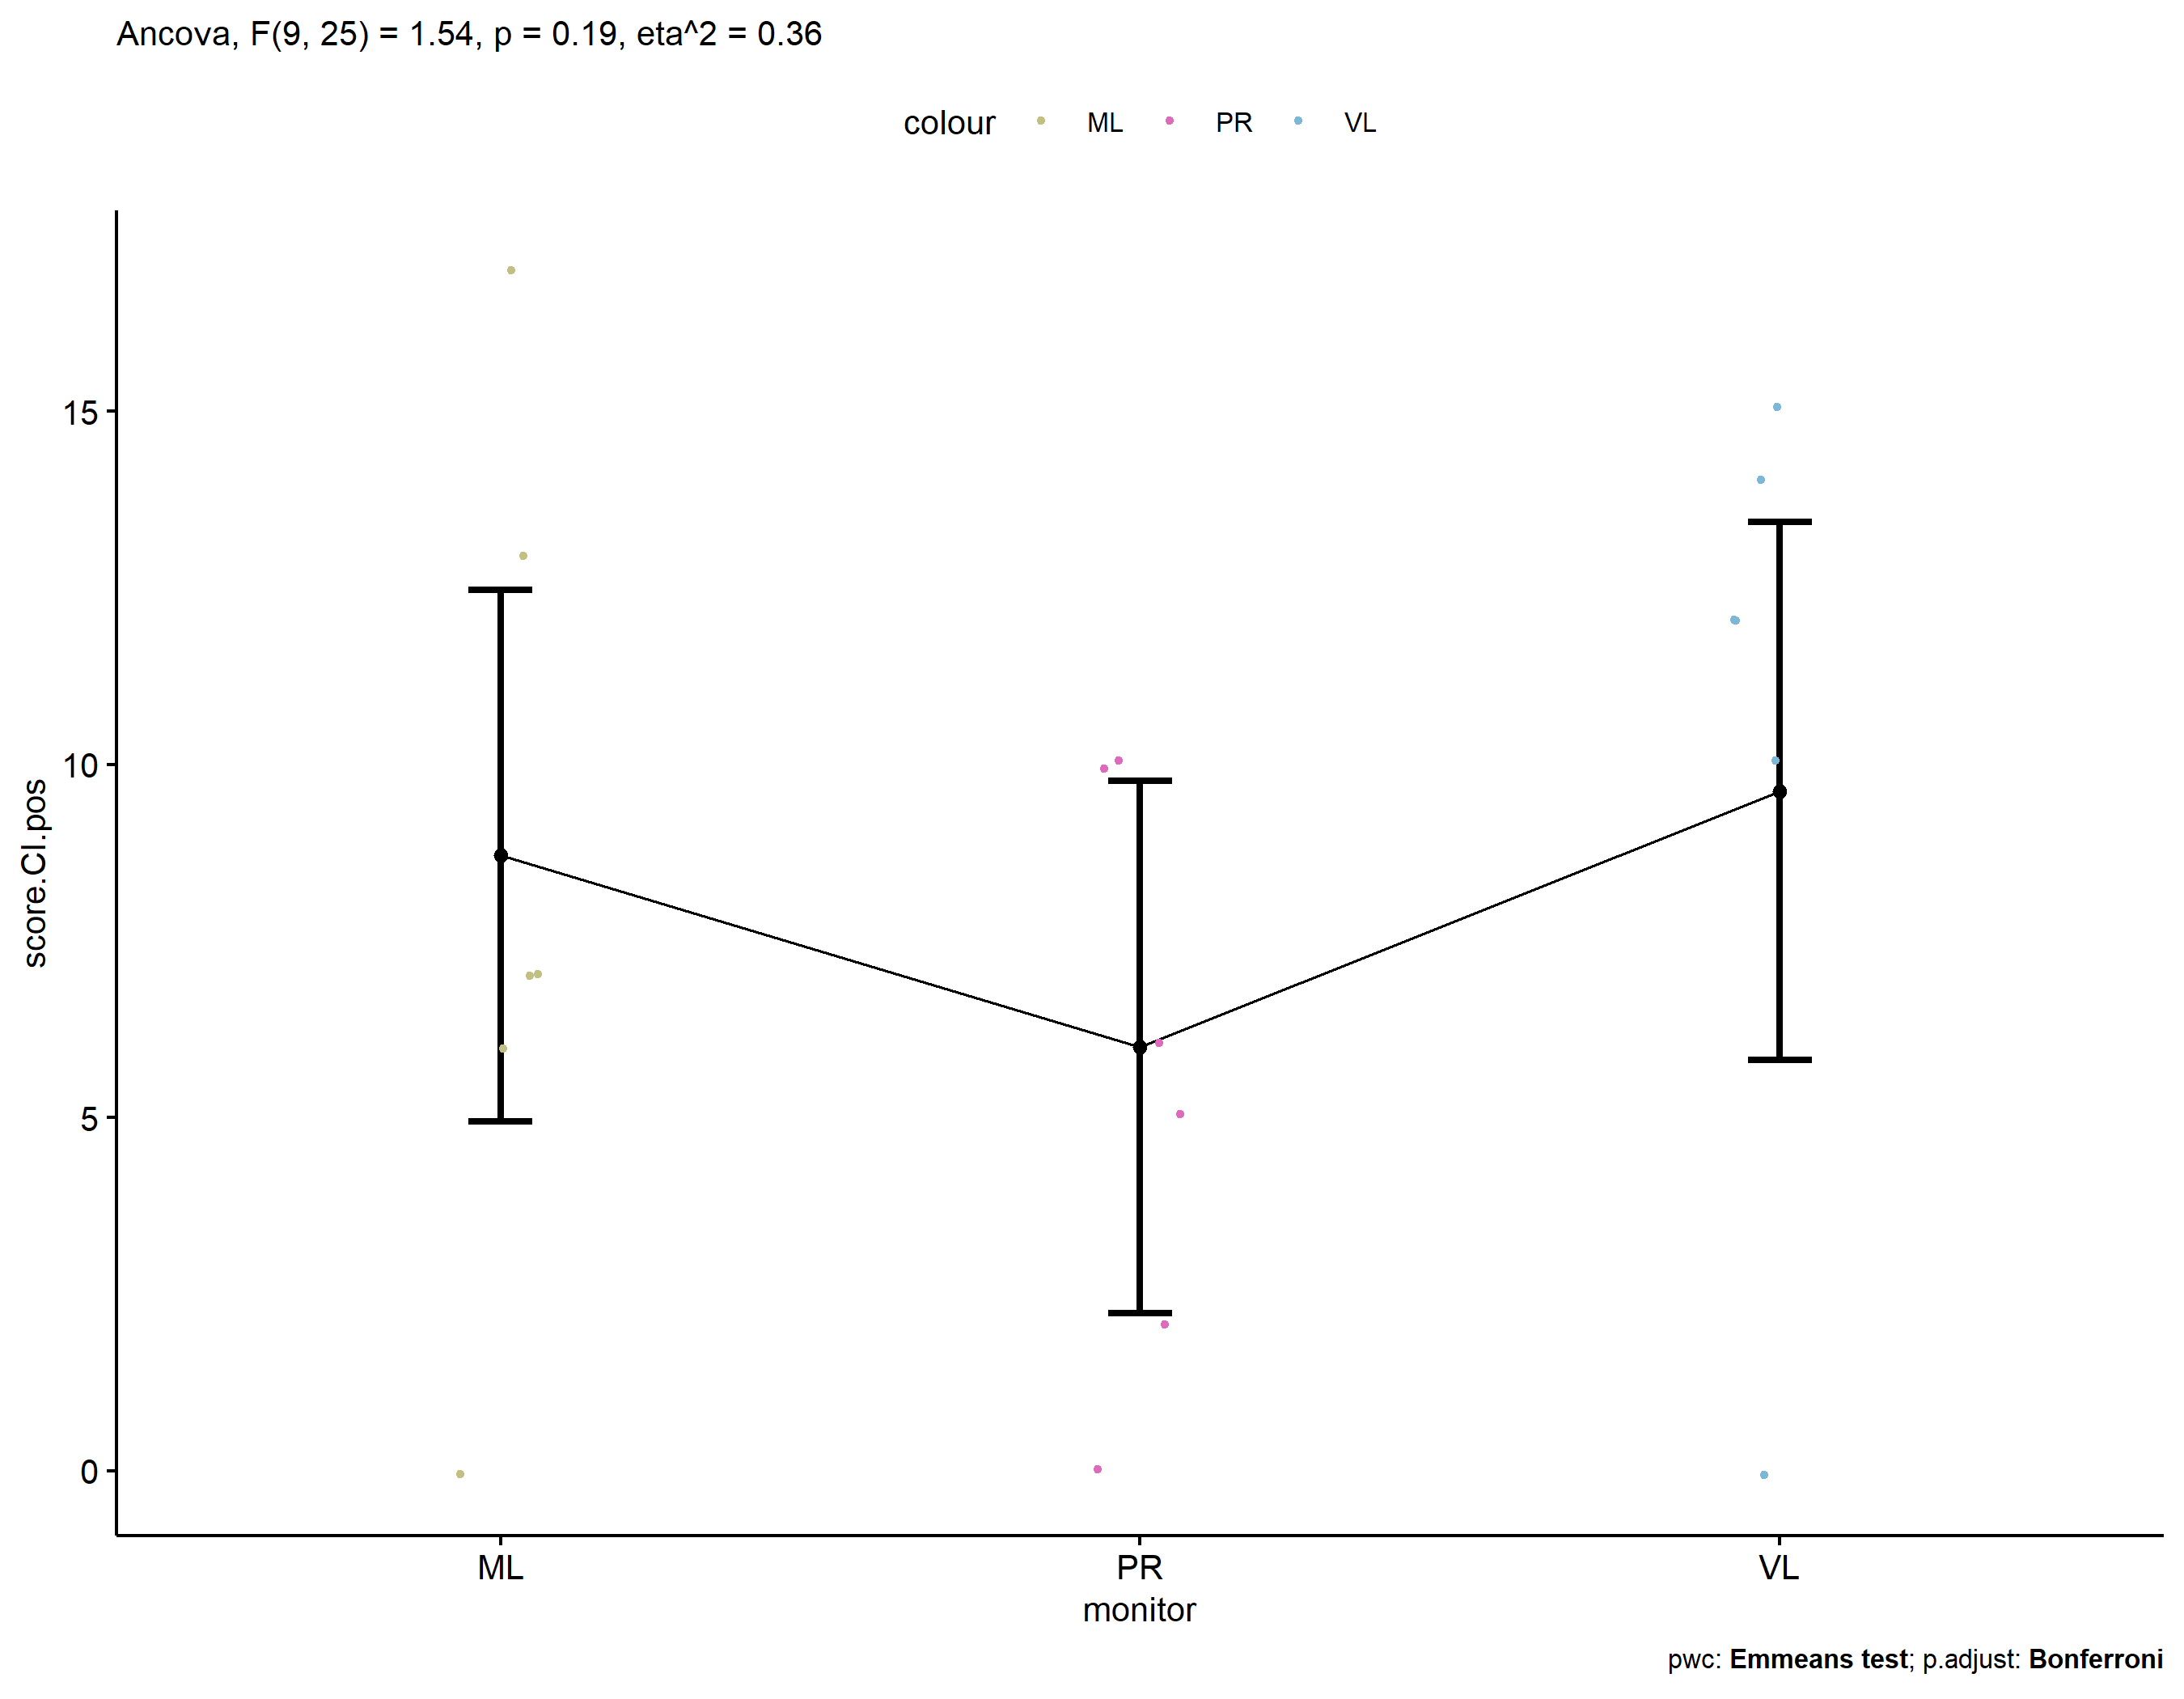 Ancova, F(9, 25) = 1.54, p = 0.19, eta^2 = 0.36
colour ML PR VL
score.CI.pos
15
10
5
0
ML PR VL
monitor
pwc: Emmeans test; p.adjust: Bonferroni